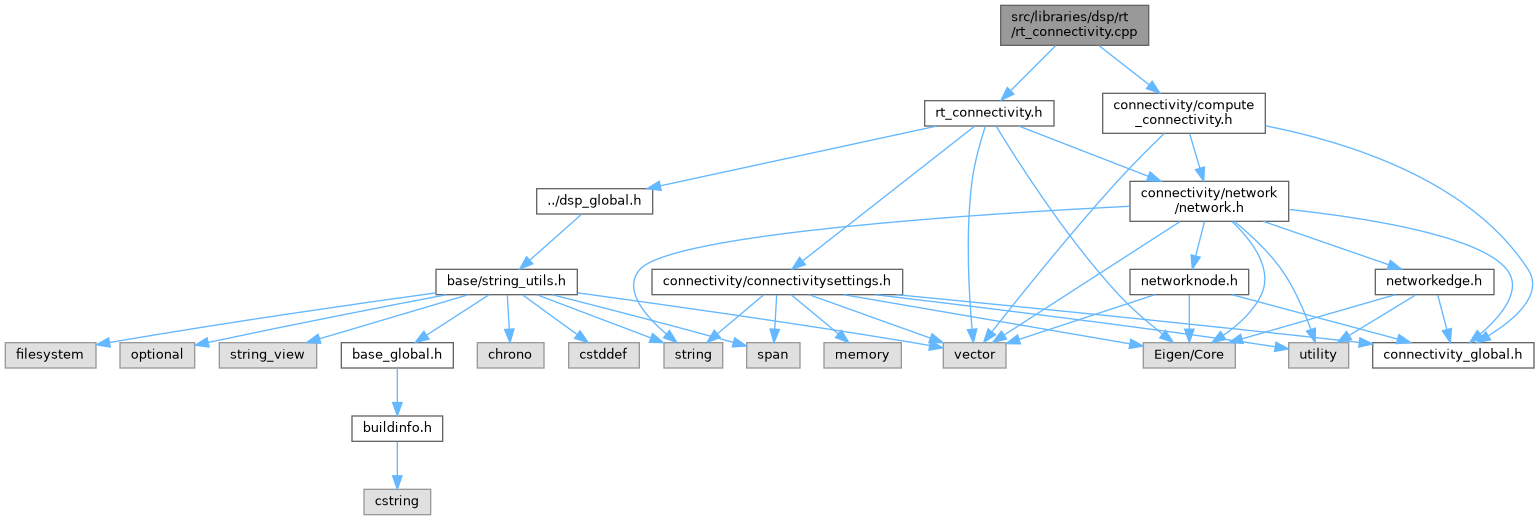 src/libraries/dsp/rt
/rt_connectivity.cpp
rt_connectivity.h
connectivity/compute
_connectivity.h
../dsp_global.h
connectivity/network
/network.h
base/string_utils.h
connectivity/connectivitysettings.h
networknode.h
networkedge.h
filesystem
optional
string_view
base_global.h
chrono
cstddef
string
span
memory
vector
Eigen/Core
utility
connectivity_global.h
buildinfo.h
cstring